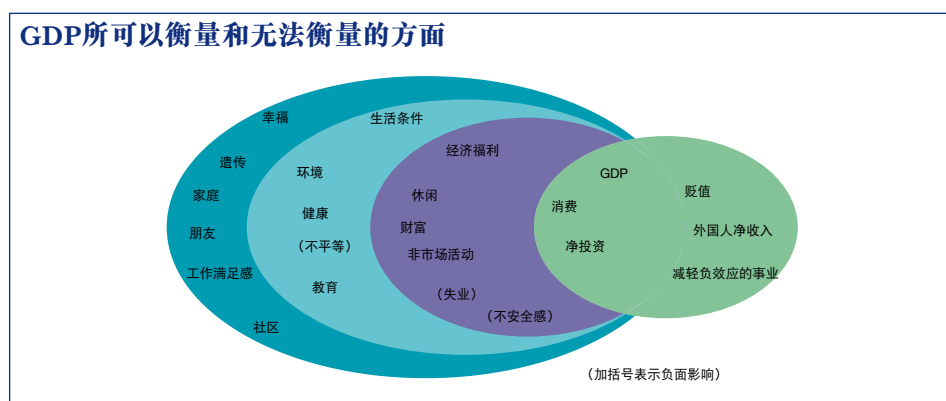 GDP所可以衡量和无法衡量的方面
幸福
生活条件
经济福利
遗传
环境
GDP
家庭
休闲
消费
贬值
健康
财富
朋友
外国人净收入
（不平等）
非市场活动
净投资
工作满足感
教育
（失业）
减轻负效应的事业
社区
（不安全感）
（加括号表示负面影响）